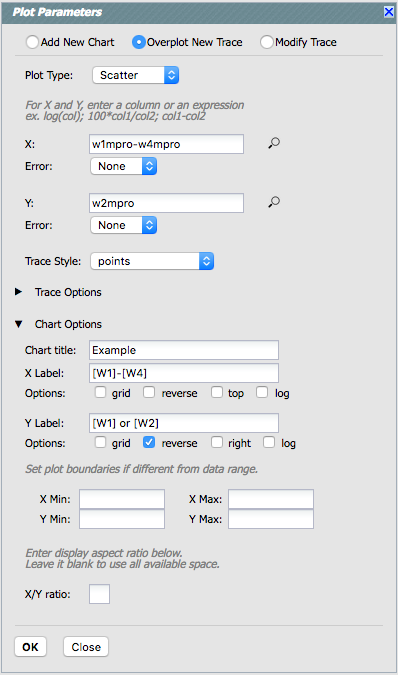 Plot Parameters
Add New Chart Overplot New Trace Modify Trace
Plot Type: Scatter
For X and Y, enter a column or an expression
ex. log(col); 100*col1/col2; col1-col2
X: w1mpro-w4mpro
Error: None
Y: w2mpro
Error: None
Trace Style: points
Trace Options
Chart Options
Chart title: Example
X Label: [W1]-[W4]
Options: grid reverse top log
Y Label: [W1] or [W2]
Options: grid reverse right log
Set plot boundaries if different from data range.
X Min: X Max:
Y Min: Y Max:
Enter display aspect ratio below.
Leave it blank to use all available space.
X/Y ratio:
OK Close